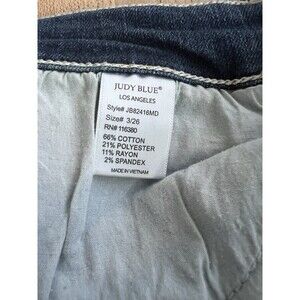 JUDY BLUE®
LOS ANGELES
Style# JB82416MD
Size# 3/26
RN# 116380
66% COTTON
21% POLYESTER
11% RAYON
2% SPANDEX
MADE IN VIETNAM